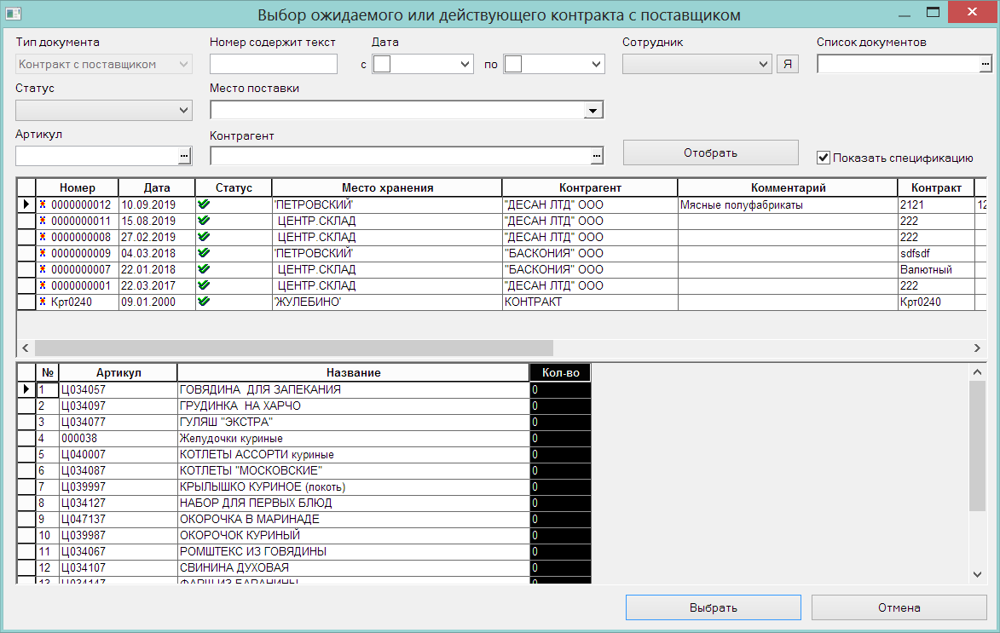 Выбор ожидаемого или действующего контракта с поставщиком
Тип документа Номер содержит текст Дата Сотрудник Список документов
Контракт с поставщиком с по Я ...
Статус Место поставки
Артикул Контрагент
... ... Отобрать Показать спецификацию
Номер Дата Статус Место хранения Контрагент Комментарий Контракт
0000000012 10.09.2019 'ПЕТРОВСКИЙ' "ДЕСАН ЛТД" ООО Мясные полуфабрикаты 2121 12
0000000011 15.08.2019 ЦЕНТР.СКЛАД "ДЕСАН ЛТД" ООО 222
0000000008 27.02.2019 ЦЕНТР.СКЛАД "ДЕСАН ЛТД" ООО 222
0000000009 04.03.2018 'ПЕТРОВСКИЙ' "БАСКОНИЯ" ООО sdfsdf
0000000007 22.01.2018 ЦЕНТР.СКЛАД "БАСКОНИЯ" ООО Валютный
0000000001 22.03.2017 ЦЕНТР.СКЛАД "ДЕСАН ЛТД" ООО 222
Крт0240 09.01.2000 'ЖУЛЕБИНО' КОНТРАКТ Крт0240
№ Артикул Название Кол-во
1 Ц034057 ГОВЯДИНА ДЛЯ ЗАПЕКАНИЯ 0
2 Ц034097 ГРУДИНКА НА ХАРЧО 0
3 Ц034077 ГУЛЯШ "ЭКСТРА" 0
4 000038 Желудочки куриные 0
5 Ц040007 КОТЛЕТЫ АССОРТИ куриные 0
6 Ц034087 КОТЛЕТЫ "МОСКОВСКИЕ" 0
7 Ц039997 КРЫЛЫШКО КУРИНОЕ (локоть) 0
8 Ц034127 НАБОР ДЛЯ ПЕРВЫХ БЛЮД 0
9 Ц047137 ОКОРОЧКА В МАРИНАДЕ 0
10 Ц039987 ОКОРОЧОК КУРИНЫЙ 0
11 Ц034067 РОМШТЕКС ИЗ ГОВЯДИНЫ 0
12 Ц034107 СВИНИНА ДУХОВАЯ 0
13 Ц034147 ФАРШ ИЗ БАРАНИНЫ 0
Выбрать Отмена